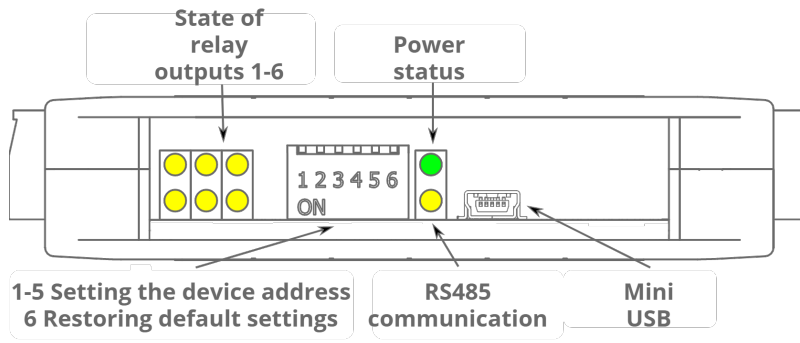 State of
relay
outputs 1-6
Power
status
1 2 3 4 5 6
ON
1-5 Setting the device address
6 Restoring default settings
RS485
communication
Mini
USB